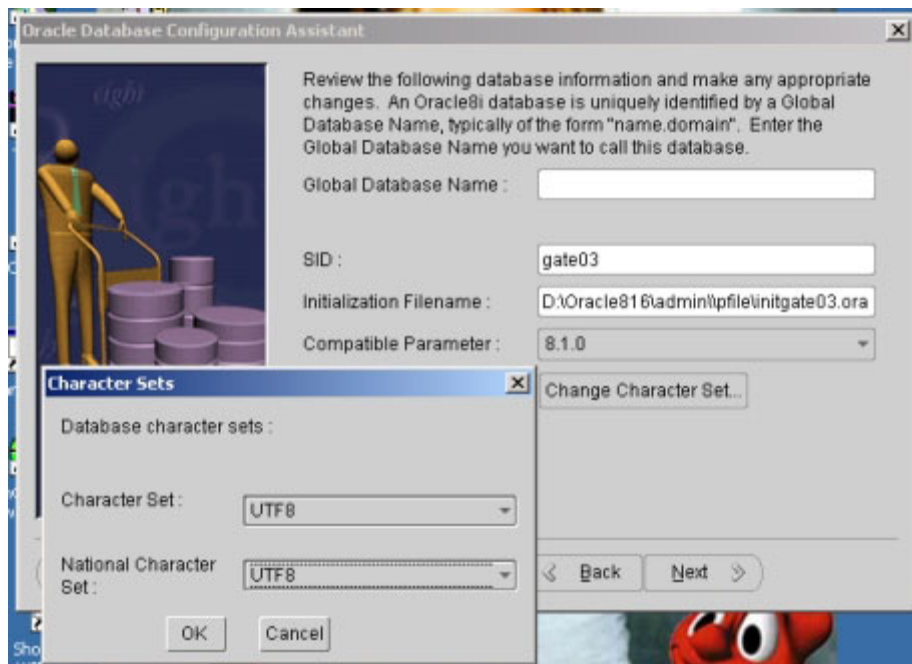 Oracle Database Configuration Assistant
Review the following database information and make any appropriate
changes. An Oracle8i database is uniquely identified by a Global
Database Name, typically of the form "name.domain". Enter the
Global Database Name you want to call this database.
Global Database Name :
SID :
gate03
Initialization Filename :
D:\Oracle816\admin\\pfile\initgate03.ora
Compatible Parameter :
8.1.0
Change Character Set...
Character Sets
Database character sets :
Character Set :
UTF8
National Character
Set :
UTF8
OK
Cancel
Back
Next
Sho